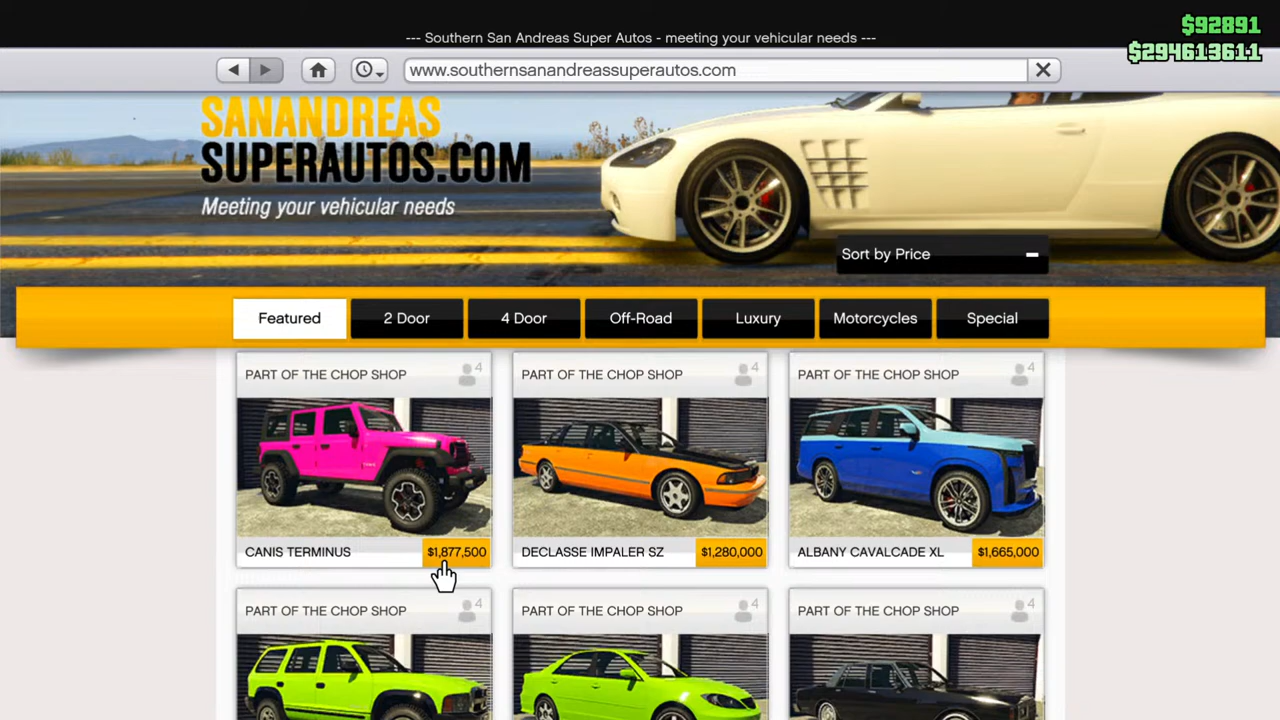 --- Southern San Andreas Super Autos - meeting your vehicular needs ---
$92891
$294613611
www.southernsanandreassuperautos.com
SANANDREAS
SUPERAUTOS.COM
Meeting your vehicular needs
Sort by Price
Featured
2 Door
4 Door
Off-Road
Luxury
Motorcycles
Special
PART OF THE CHOP SHOP
4
PART OF THE CHOP SHOP
4
PART OF THE CHOP SHOP
4
CANIS TERMINUS
$1,877,500
DECLASSE IMPALER SZ
$1,280,000
ALBANY CAVALCADE XL
$1,665,000
PART OF THE CHOP SHOP
4
PART OF THE CHOP SHOP
4
PART OF THE CHOP SHOP
4